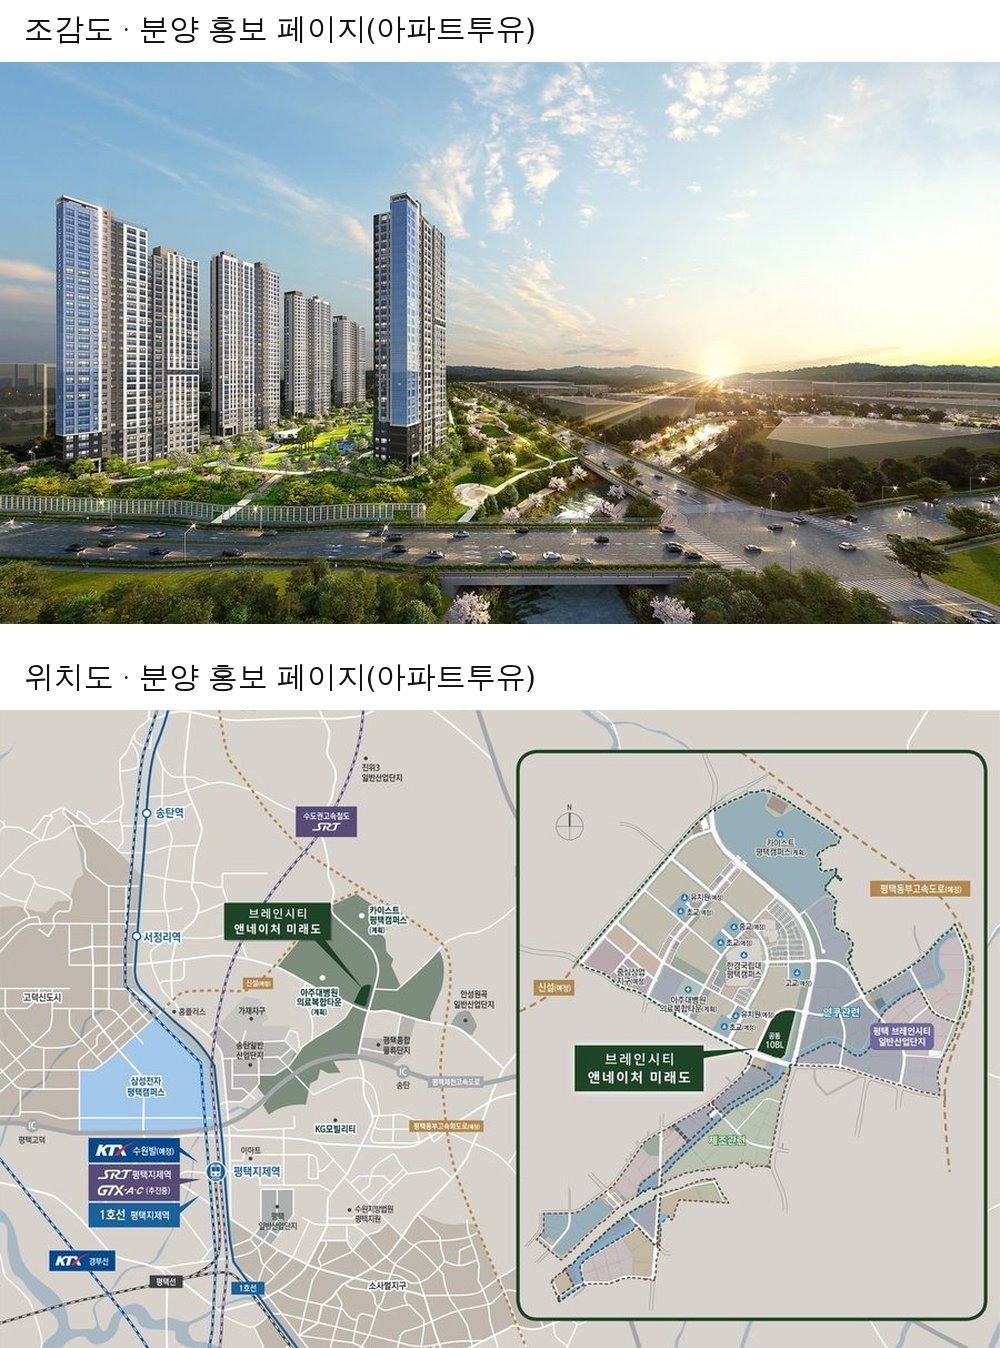 조감도 · 분양 홍보 페이지(아파트투유)
위치도 · 분양 홍보 페이지(아파트투유)
진위3
일반산업단지
송탄역
수도권고속철도
SRT
브레인시티
앤네이처 미래도
카이스트
평택캠퍼스
(계획)
서정리역
신설(예정)
고덕신도시
홈플러스
가재지구
아주대병원
의료복합타운
(계획)
안성원곡
일반산업단지
송탄일반
산업단지
평택종합
물류단지
IC
송탄
평택제천고속도로
삼성전자
평택캠퍼스
IC
평택고덕
KG모빌리티
평택동부고속화도로(예정)
KTX 수원발(예정)
이마트
SRT 평택지제역
GTX-A·C (추진중)
평택지제역
1호선 평택지제역
평택
일반산업단지
수원지방법원
평택지원
KTX 경부선
평택선
1호선
소사벌지구
N
카이스트
평택캠퍼스(계획)
평택동부고속도로(예정)
유치원(예정)
초교(예정)
중교(예정)
초교(예정)
중심상업
지구(예정)
한경국립대
평택캠퍼스
고교(예정)
신설(예정)
아주대병원
의료복합타운(계획)
유치원(예정)
초교(예정)
연구관련
공동
10BL
평택 브레인시티
일반산업단지
브레인시티
앤네이처 미래도
제조관련